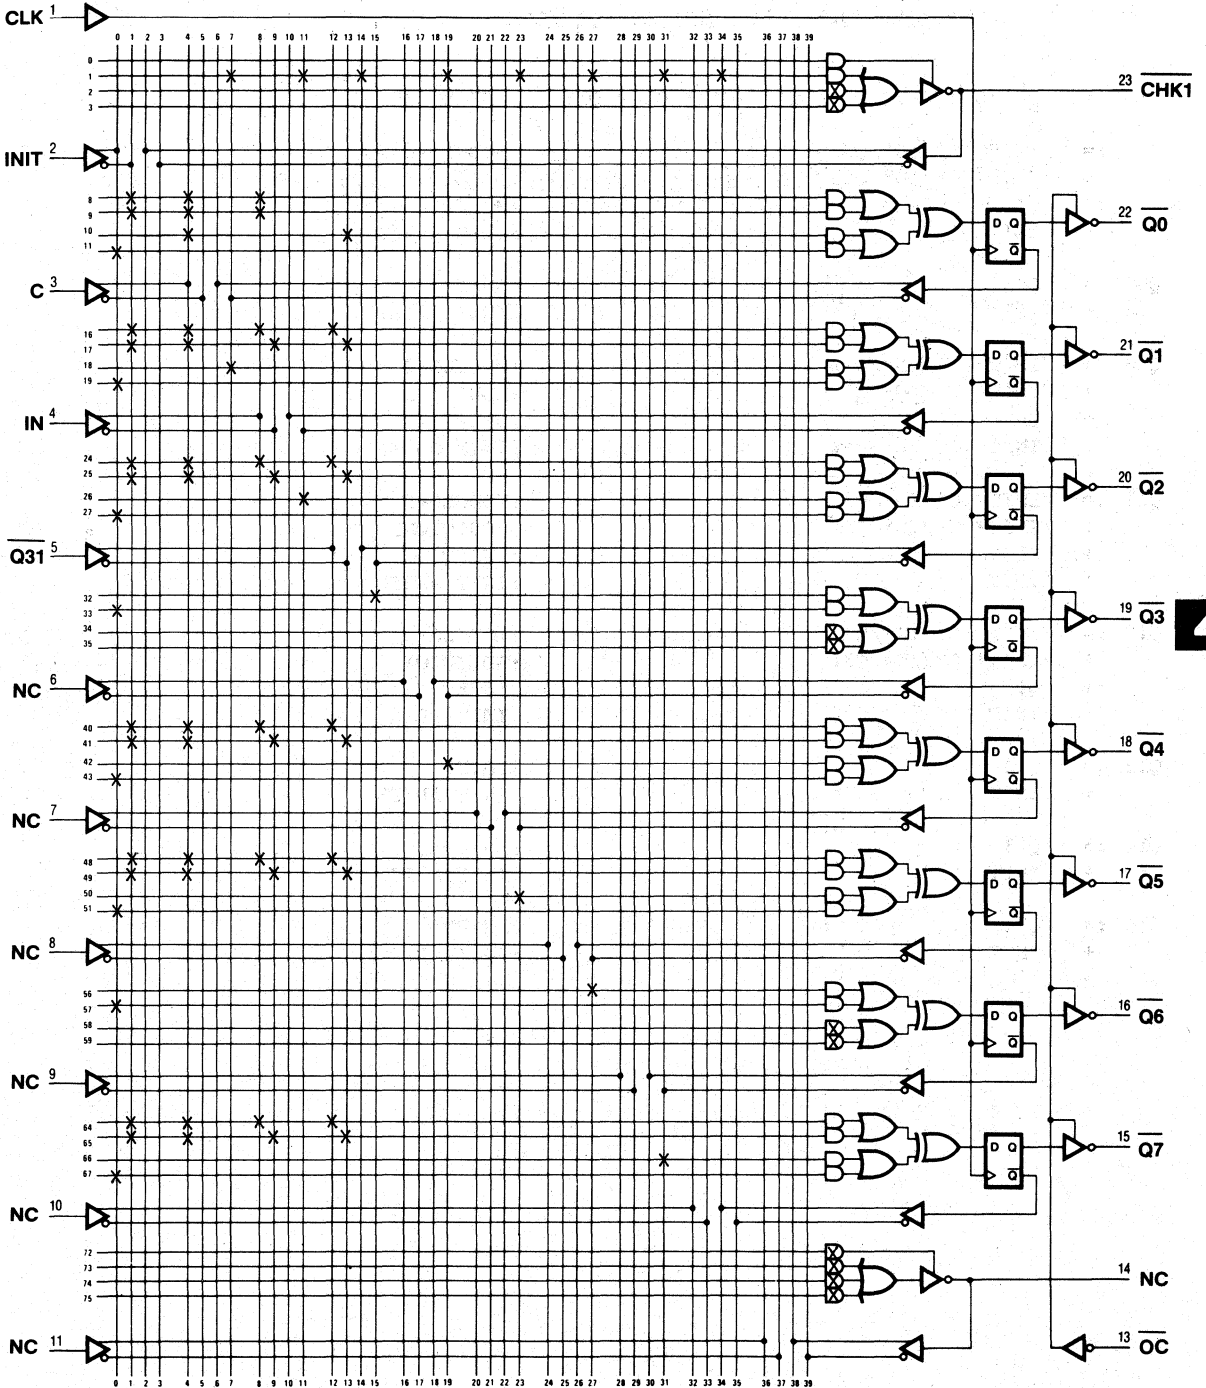 CLK 1
0 1 2 3 4 5 6 7 8 9 10 11 12 13 14 15 16 17 18 19 20 21 22 23 24 25 26 27 28 29 30 31 32 33 34 35 36 37 38 39
0
1
2
3
23 CHK1
INIT 2
8
9
10
11
D Q
Q
22 Q0
C 3
16
17
18
19
D Q
Q
21 Q1
IN 4
24
25
26
27
D Q
Q
20 Q2
Q31 5
32
33
34
35
D Q
Q
19 Q3
NC 6
40
41
42
43
D Q
Q
18 Q4
NC 7
48
49
50
51
D Q
Q
17 Q5
NC 8
56
57
58
59
D Q
Q
16 Q6
NC 9
64
65
66
67
D Q
Q
15 Q7
NC 10
72
73
74
75
14 NC
NC 11
13 OC
0 1 2 3 4 5 6 7 8 9 10 11 12 13 14 15 16 17 18 19 20 21 22 23 24 25 26 27 28 29 30 31 32 33 34 35 36 37 38 39